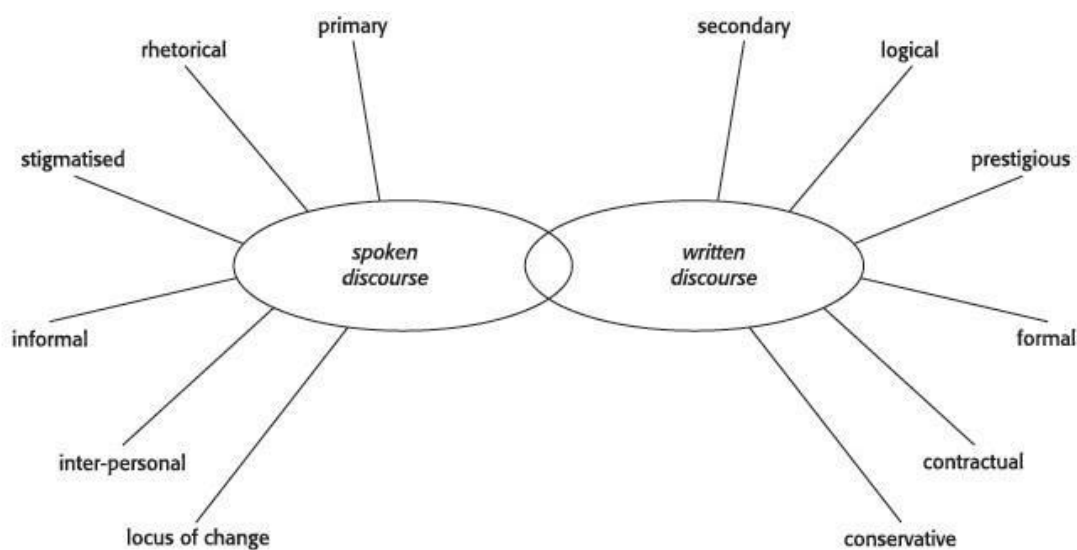 primary
secondary
rhetorical
logical
stigmatised
prestigious
spoken
discourse
written
discourse
informal
formal
inter-personal
contractual
locus of change
conservative